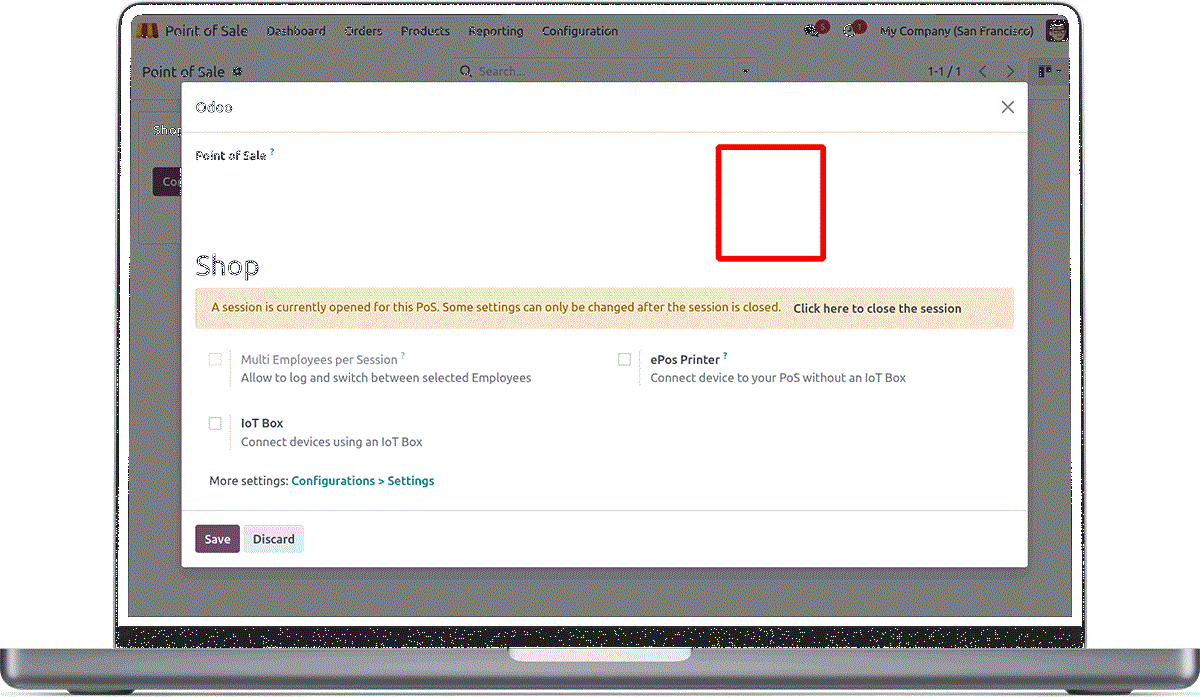 Point of Sale Dashboard Orders Products Reporting Configuration 5 1 My Company (San Francisco)
Point of Sale Search... 1-1 / 1
Odoo
Shop
Point of Sale ?
Shop
A session is currently opened for this PoS. Some settings can only be changed after the session is closed. Click here to close the session
Multi Employees per Session ?
Allow to log and switch between selected Employees
ePos Printer ?
Connect device to your PoS without an IoT Box
IoT Box
Connect devices using an IoT Box
More settings: Configurations > Settings
Save Discard